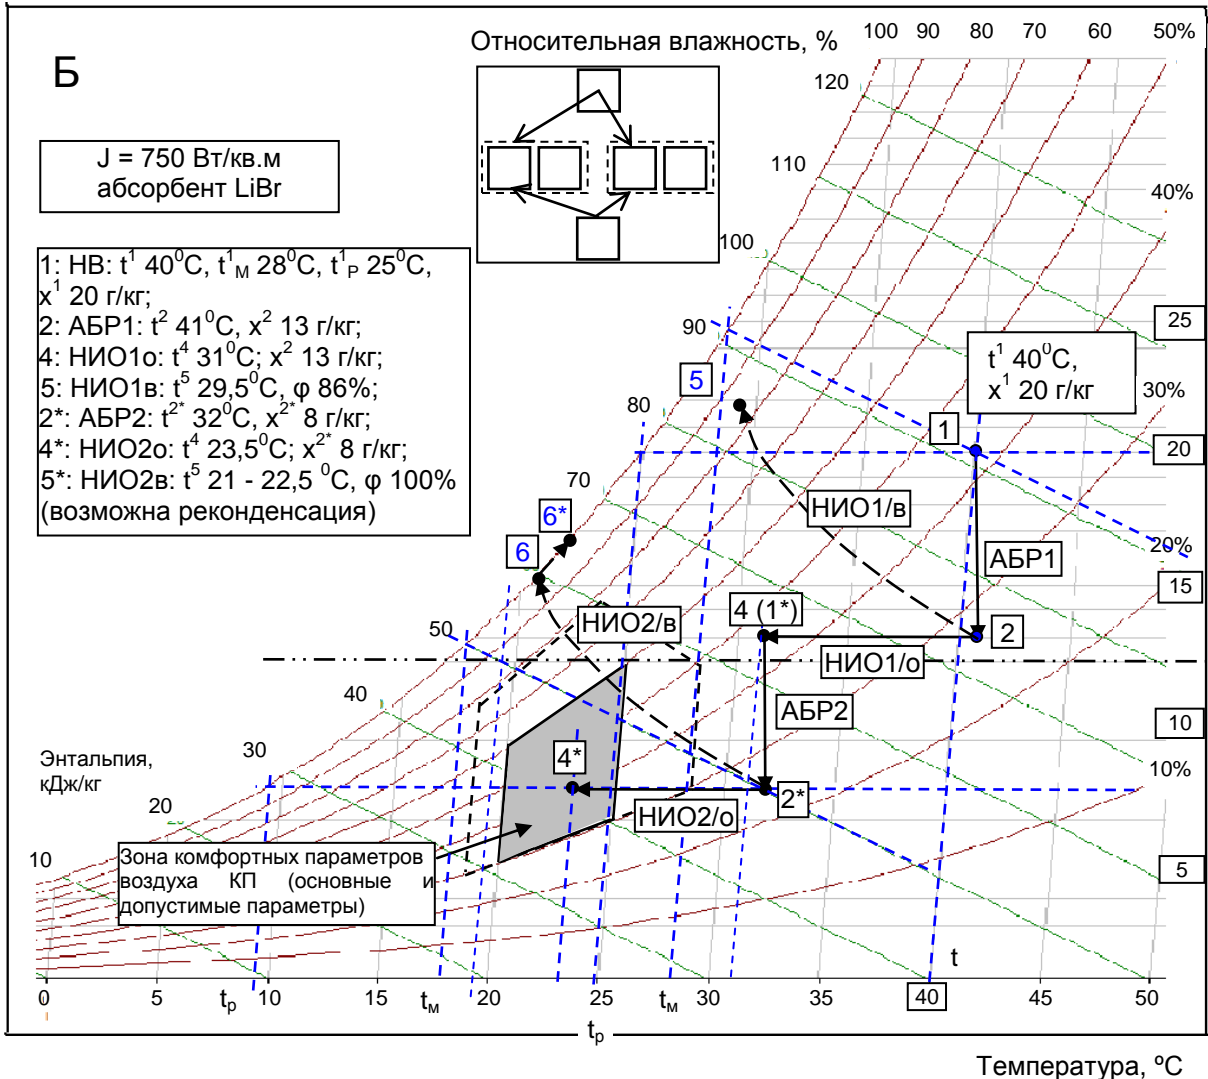 Относительная влажность, %
100 90 80 70 60 50%
Б
120
J = 750 Вт/кв.м
абсорбент LiBr
110
40%
100
1: НВ: t¹ 40⁰C, t¹м 28⁰C, t¹р 25⁰C,
x¹ 20 г/кг;
2: АБР1: t² 41⁰C, x² 13 г/кг;
4: НИО1о: t⁴ 31⁰C; x² 13 г/кг;
5: НИО1в: t⁵ 29,5⁰C, φ 86%;
2*: АБР2: t²* 32⁰C, x²* 8 г/кг;
4*: НИО2о: t⁴ 23,5⁰C; x²* 8 г/кг;
5*: НИО2в: t⁵ 21 - 22,5 ⁰C, φ 100%
(возможна реконденсация)
90
25
t¹ 40⁰C,
x¹ 20 г/кг
5
30%
80
1
20
70
НИО1/в
6*
6
АБР1
20%
15
4 (1*)
НИО2/в
2
50
НИО1/о
40
АБР2
10
Энтальпия,
кДж/кг
30
4*
10%
20
2*
НИО2/о
10
Зона комфортных параметров
воздуха КП (основные и
допустимые параметры)
5
t
0 5 tр 10 15 tм 20 25 tм 30 35 40 45 50
tр
Температура, ºC